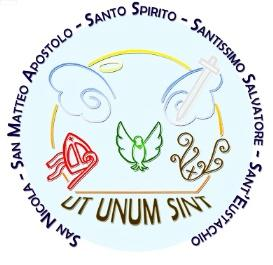 San Nicola - San Matteo Apostolo - Santo Spirito - Santissimo Salvatore - Sant'Eustachio
UT UNUM SINT